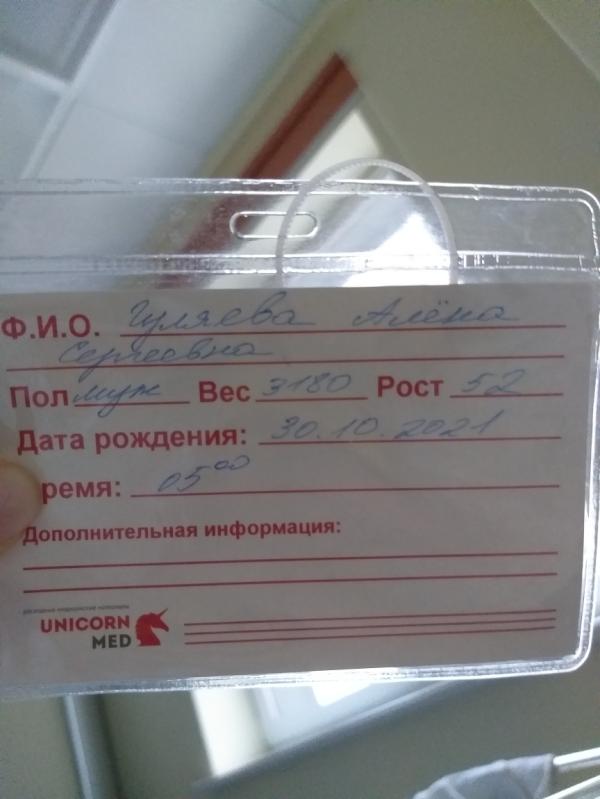 Ф.И.О. Гуляева Алёна
Сергеевна
Пол муж Вес 3180 Рост 52
Дата рождения: 30.10.2021
ремя: 05⁰⁰
Дополнительная информация:
UNICORN
MED